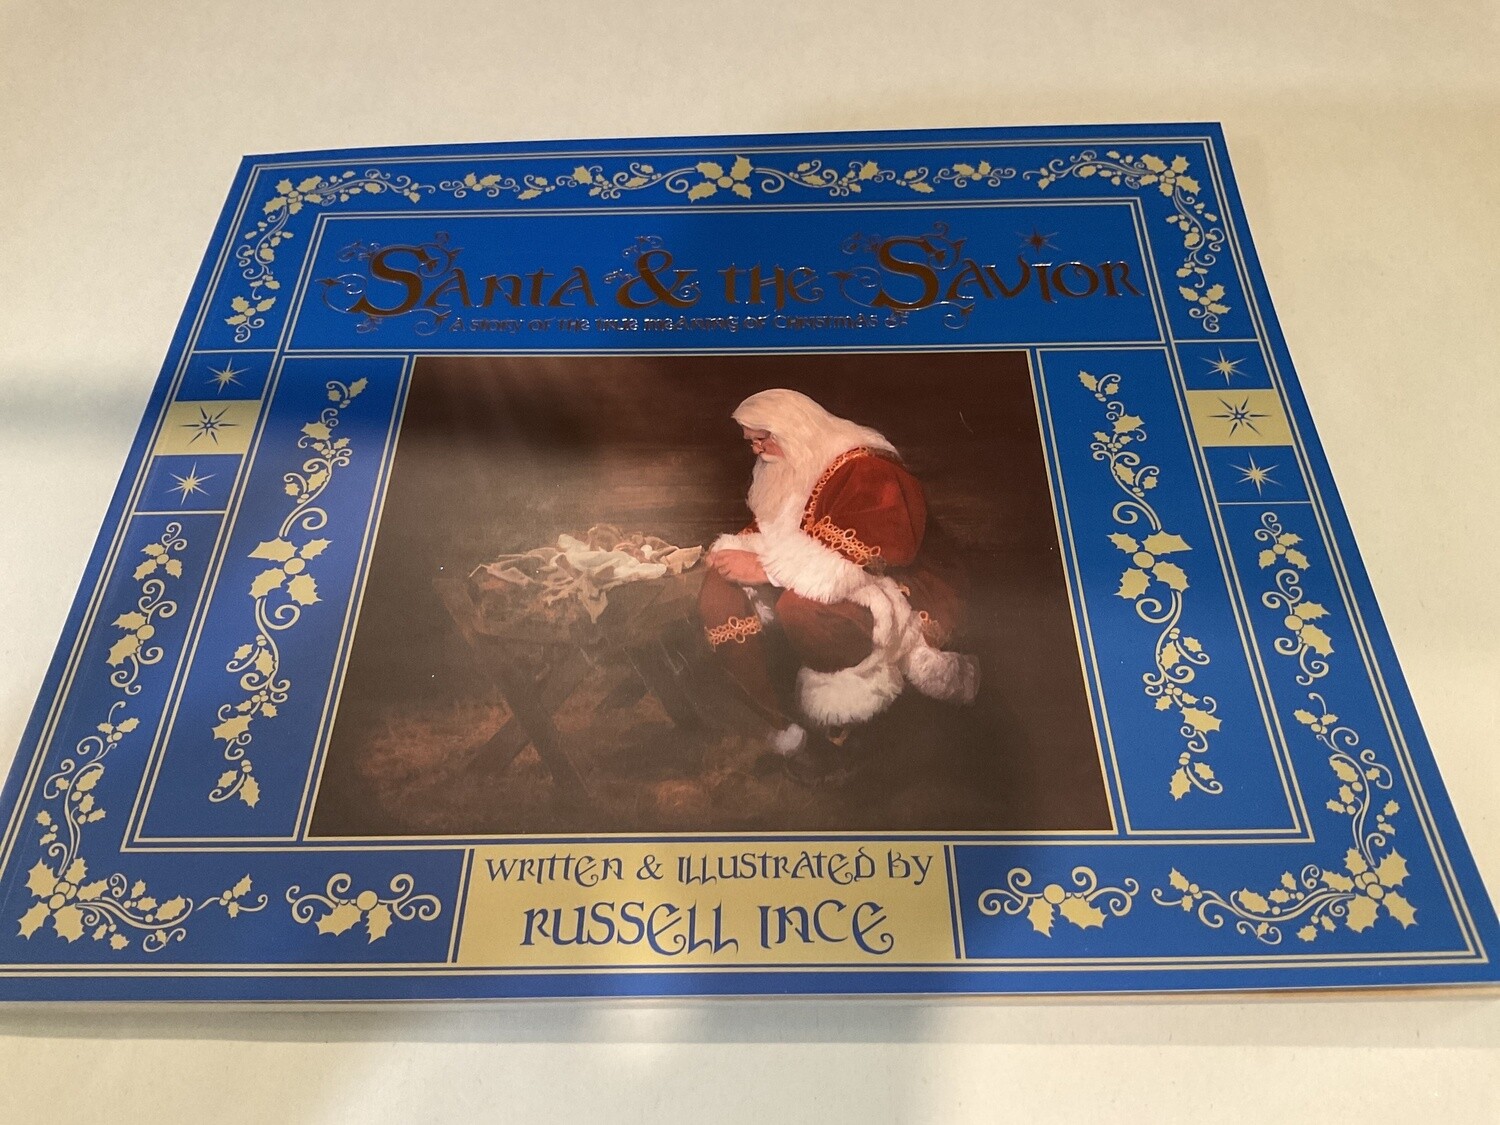 Santa & the Savior
A Story of the True Meaning of Christmas
Written & Illustrated by
Russell Ince